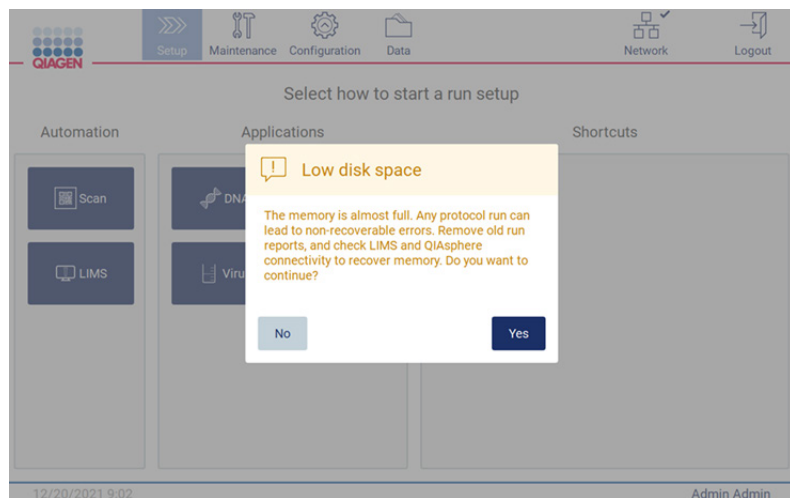 QIAGEN
Setup
Maintenance
Configuration
Data
Network
Logout
Select how to start a run setup
Automation
Applications
Shortcuts
Scan
LIMS
DNA
Viru
Low disk space
The memory is almost full. Any protocol run can
lead to non-recoverable errors. Remove old run
reports, and check LIMS and QIAsphere
connectivity to recover memory. Do you want to
continue?
No
Yes
12/20/2021 9:02
Admin Admin